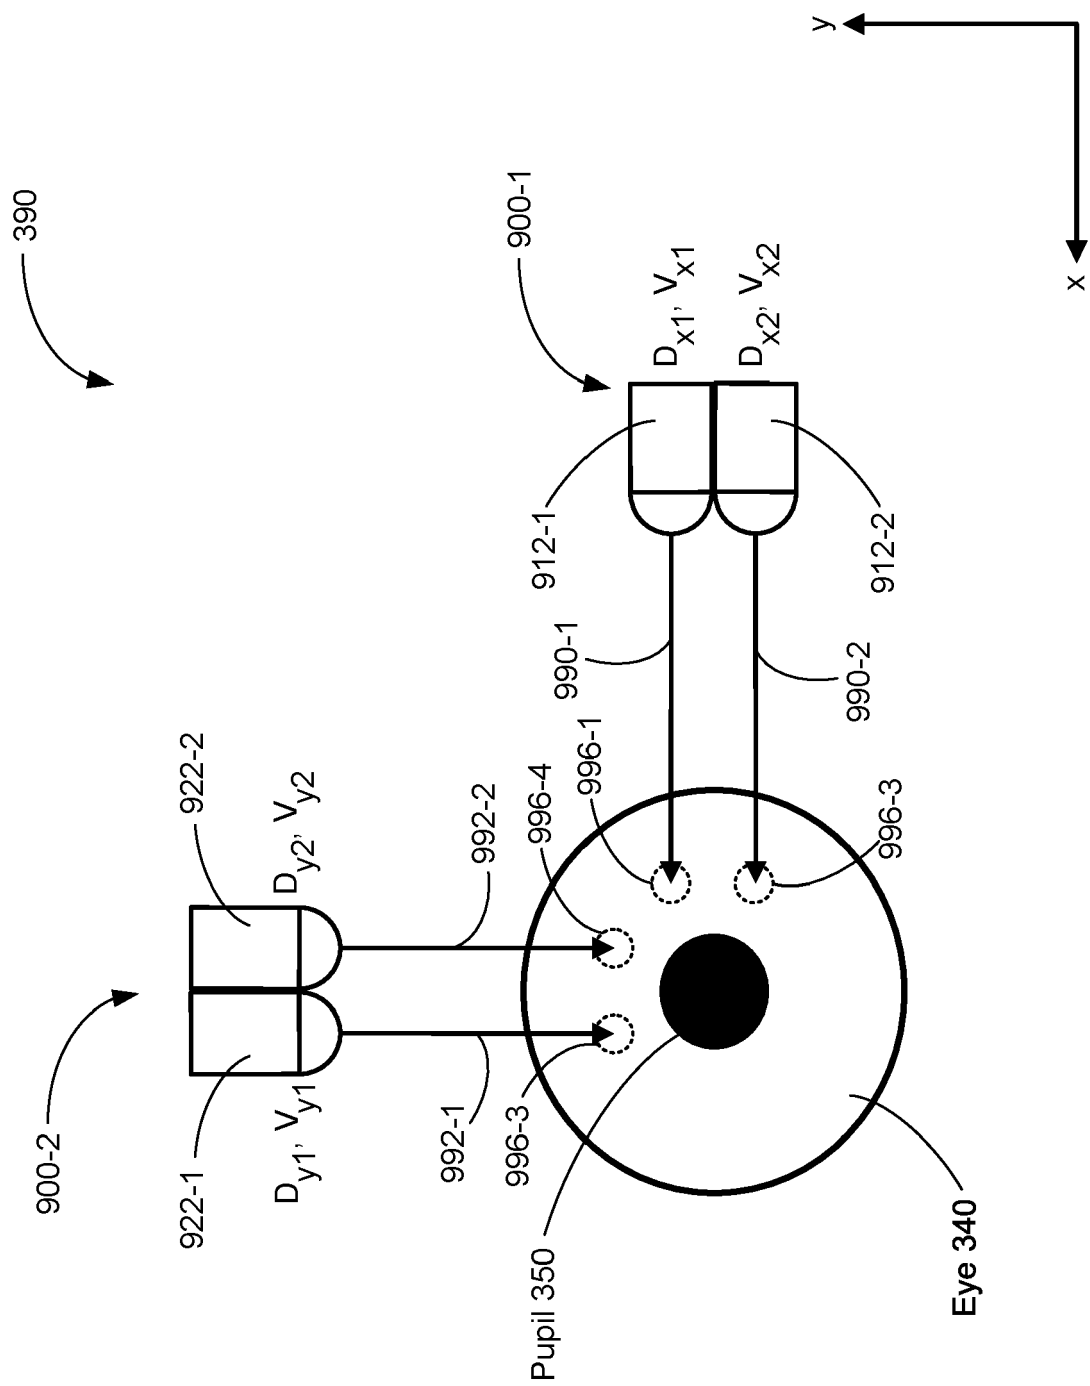 390
y
x
900-1
D_x1, V_x1
D_x2, V_x2
912-1
912-2
990-1
990-2
996-1
996-3
996-4
992-2
922-2
D_y2, V_y2
900-2
922-1
D_y1, V_y1
992-1
996-3
Pupil 350
Eye 340